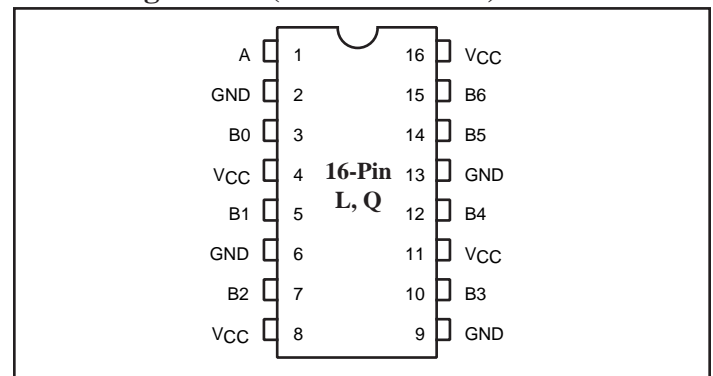 A 1 16 VCC
GND 2 15 B6
B0 3 14 B5
VCC 4 16-Pin 13 GND
L, Q
B1 5 12 B4
GND 6 11 VCC
B2 7 10 B3
VCC 8 9 GND